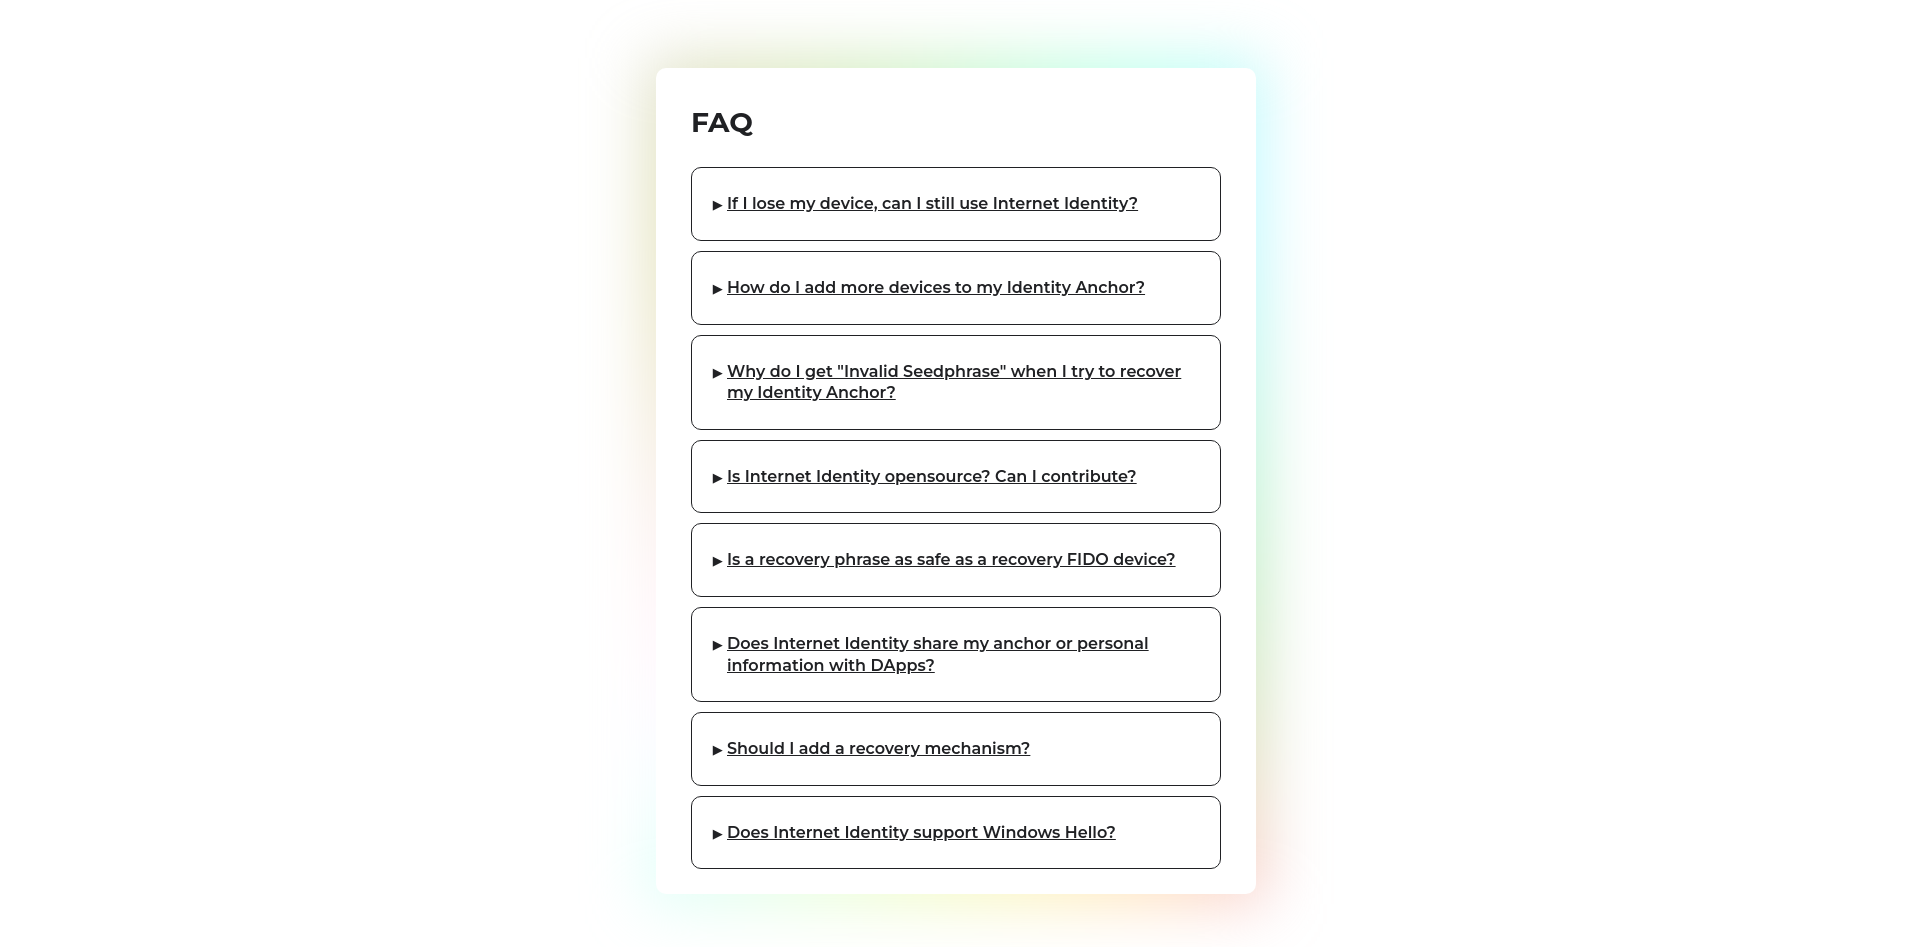 FAQ
If I lose my device, can I still use Internet Identity?
How do I add more devices to my Identity Anchor?
Why do I get "Invalid Seedphrase" when I try to recover
my Identity Anchor?
Is Internet Identity opensource? Can I contribute?
Is a recovery phrase as safe as a recovery FIDO device?
Does Internet Identity share my anchor or personal
information with DApps?
Should I add a recovery mechanism?
Does Internet Identity support Windows Hello?